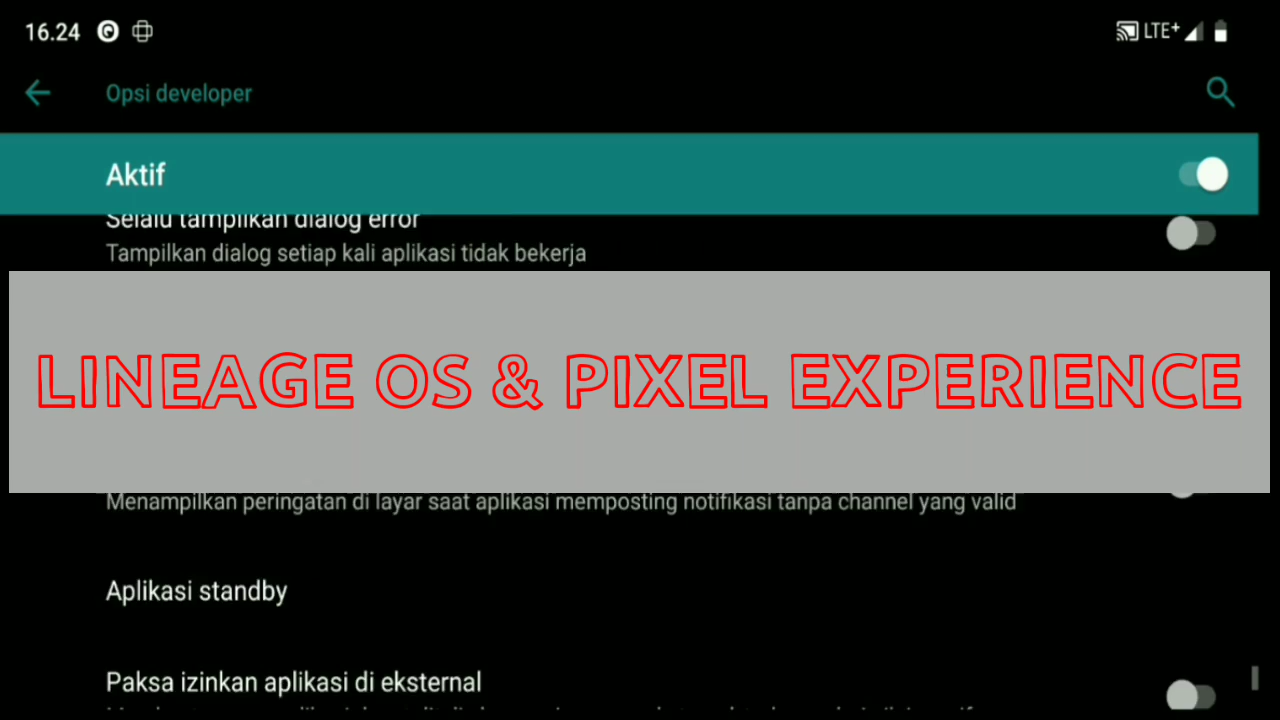 16.24 LTE+
Opsi developer
Aktif
Selalu tampilkan dialog error
Tampilkan dialog setiap kali aplikasi tidak bekerja
LINEAGE OS & PIXEL EXPERIENCE
Menampilkan peringatan di layar saat aplikasi memposting notifikasi tanpa channel yang valid
Aplikasi standby
Paksa izinkan aplikasi di eksternal